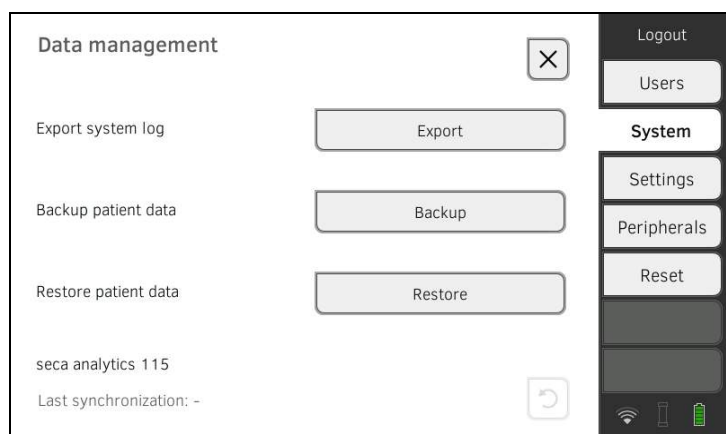 Data management
Export system log
Export
Backup patient data
Backup
Restore patient data
Restore
seca analytics 115
Last synchronization: -
Logout
Users
System
Settings
Peripherals
Reset